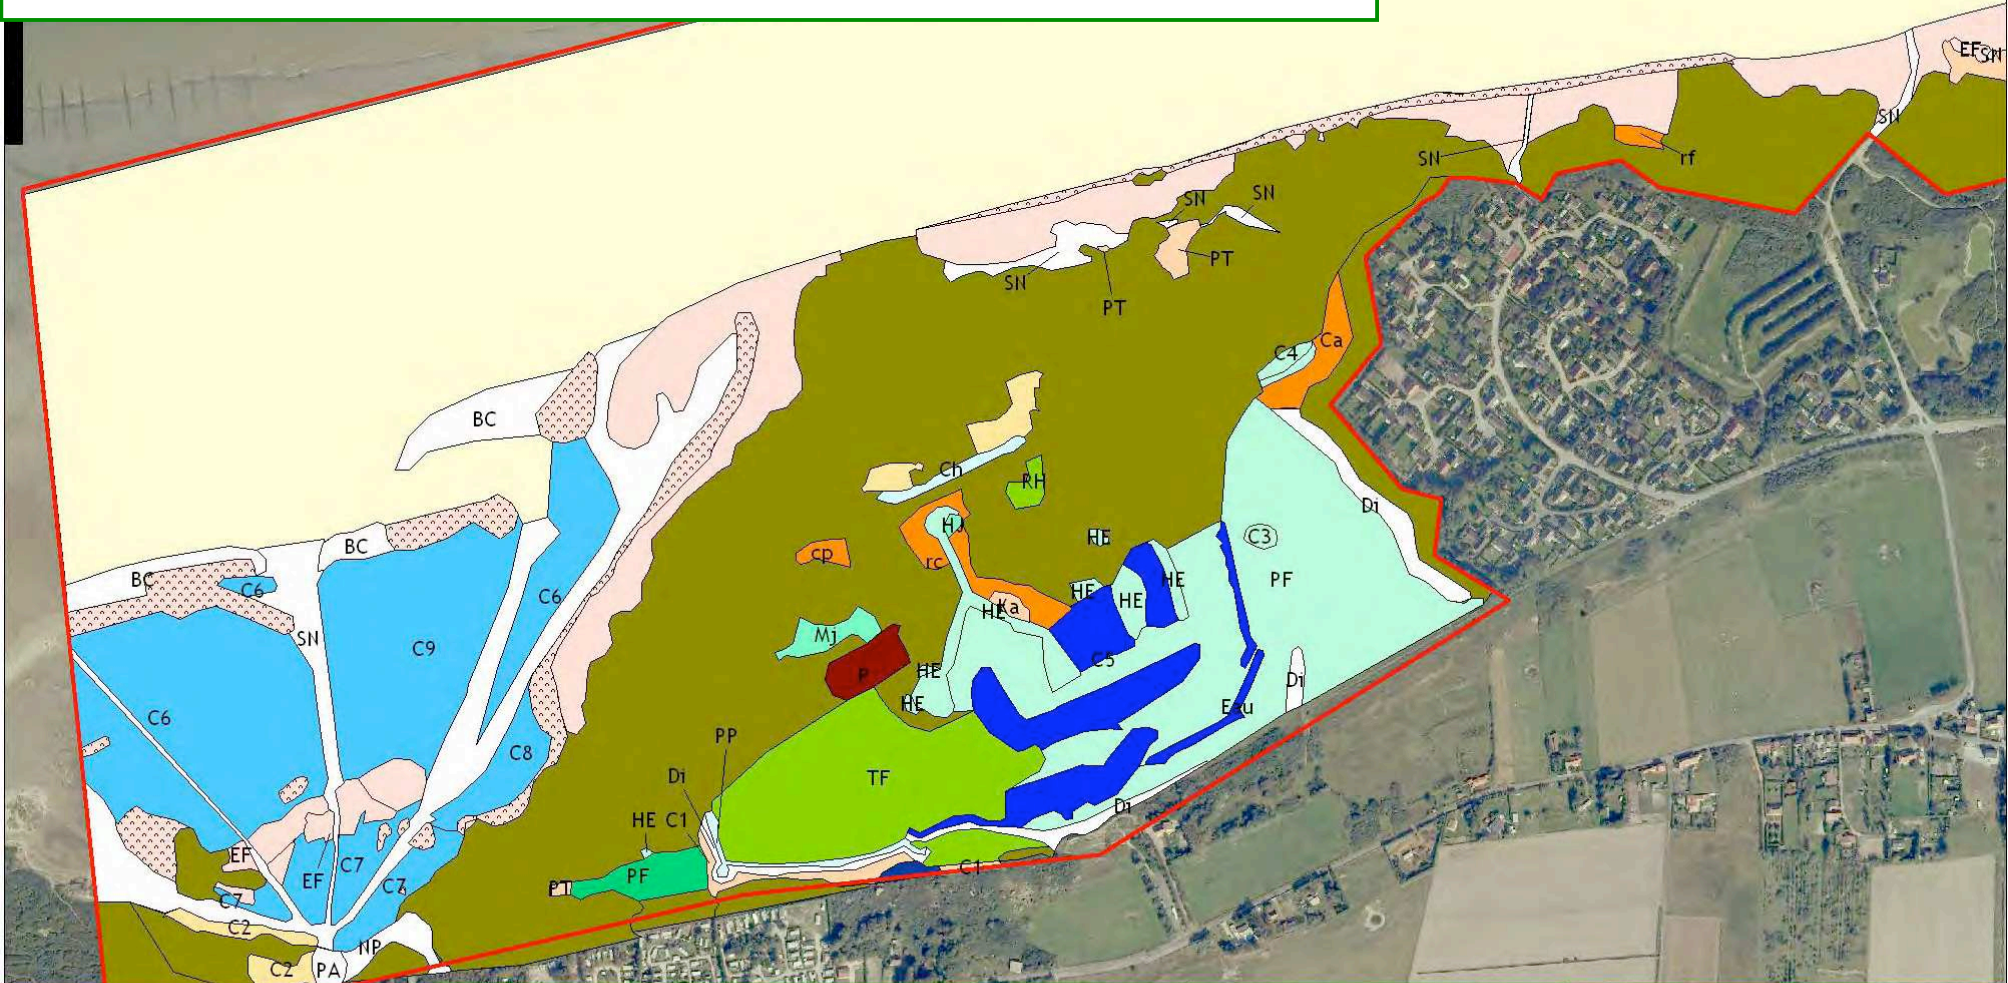 EF
SN
SN
SN
rf
SN
SN
PT
SN
PT
Ca
C4
BC
Ch
RH
Di
HJ
HE
C3
cp
rc
BC
BC
C6
C6
HE
HE
HE
PF
Ka
HE
SN
Mj
C9
C5
HE
P
Di
HE
Eau
C6
C8
PP
Di
TF
Di
HE
C1
EF
C7
C1
EF
C7
PF
PT
C7
C2
NP
C2
PA